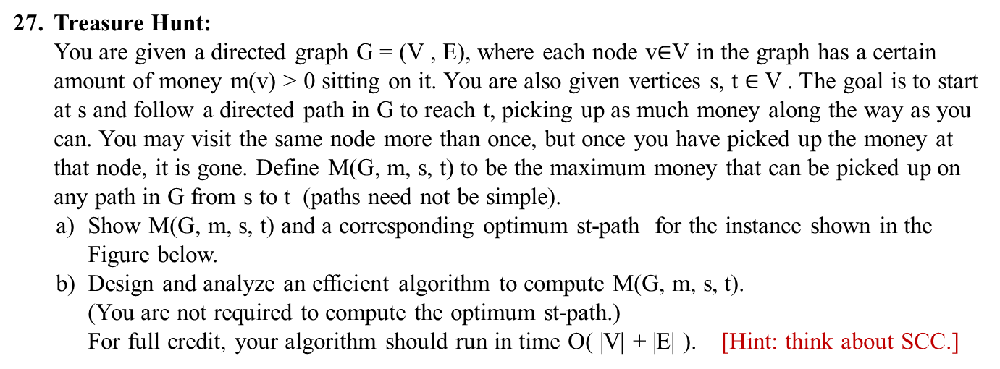 27. Treasure Hunt:
You are given a directed graph G = (V , E), where each node v∈V in the graph has a certain
amount of money m(v) > 0 sitting on it. You are also given vertices s, t ∈ V . The goal is to start
at s and follow a directed path in G to reach t, picking up as much money along the way as you
can. You may visit the same node more than once, but once you have picked up the money at
that node, it is gone. Define M(G, m, s, t) to be the maximum money that can be picked up on
any path in G from s to t (paths need not be simple).
a) Show M(G, m, s, t) and a corresponding optimum st-path for the instance shown in the
Figure below.
b) Design and analyze an efficient algorithm to compute M(G, m, s, t).
(You are not required to compute the optimum st-path.)
For full credit, your algorithm should run in time O( |V| + |E| ). [Hint: think about SCC.]